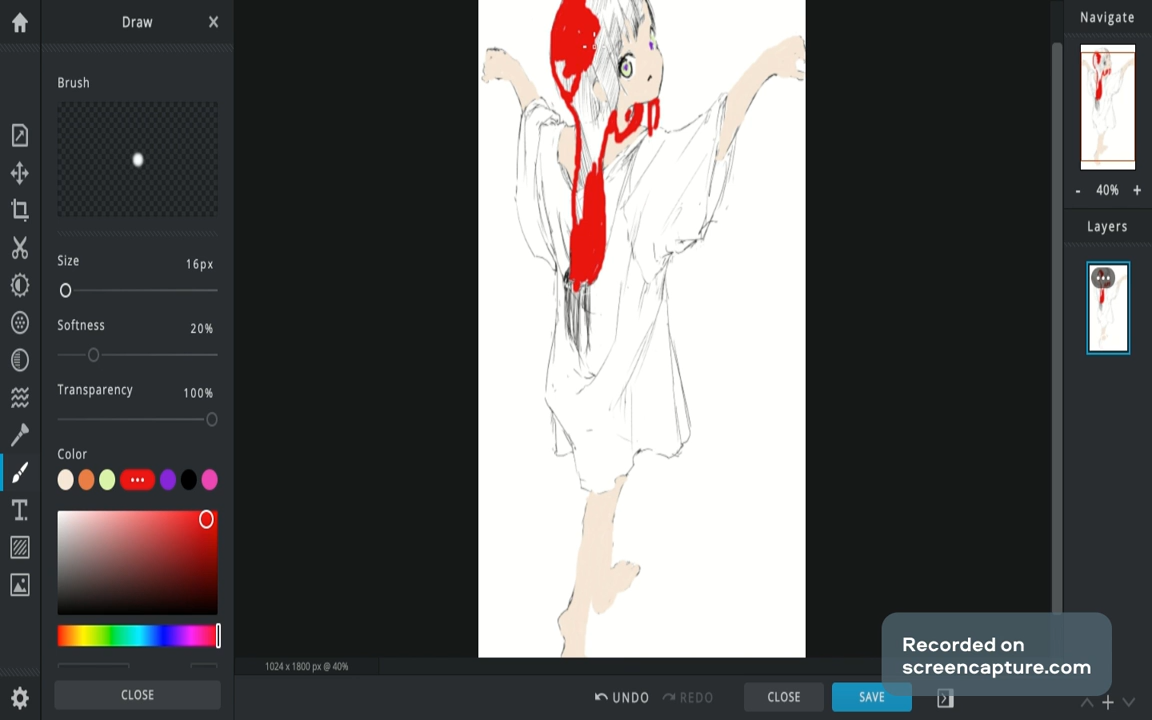 Draw
Navigate
Brush
- 40% +
Layers
Size
16px
Softness
20%
Transparency
100%
Color
Recorded on
screencapture.com
1024 x 1800 px @ 40%
CLOSE
UNDO
REDO
CLOSE
SAVE